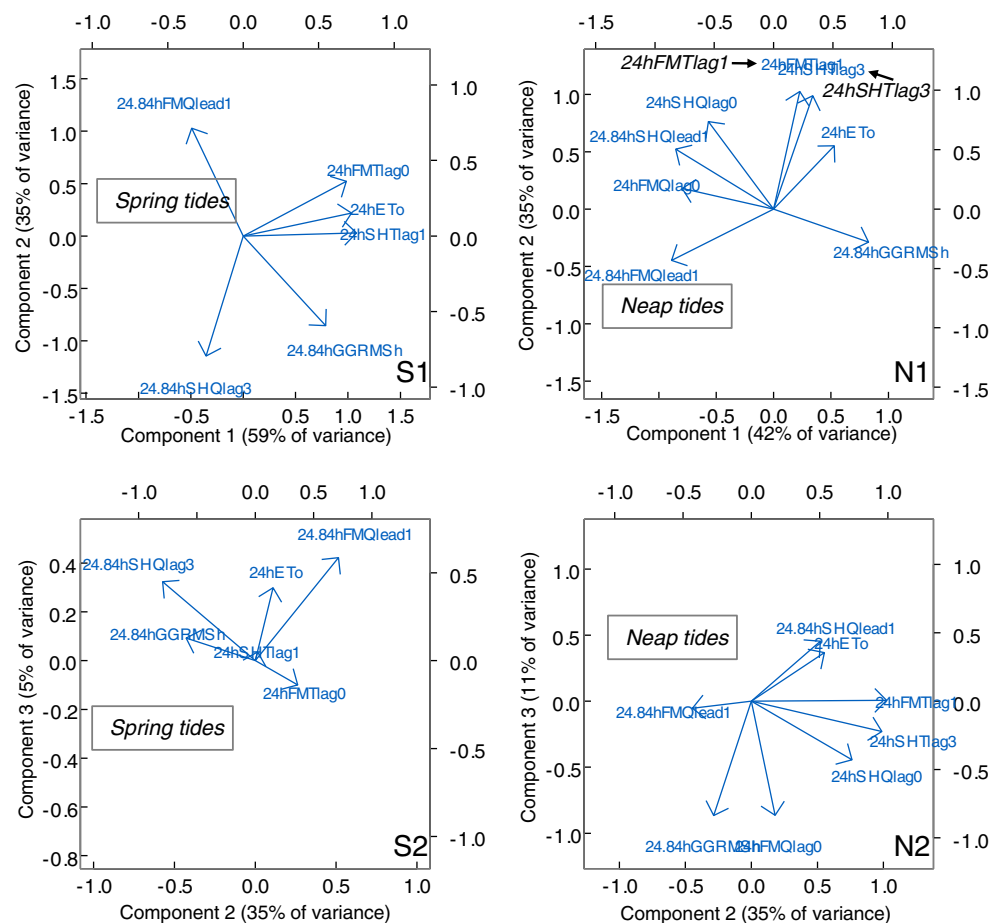 -1.0 0.0 1.0
1.5
1.0
0.5
0.0
-0.5
-1.0
-1.5
1.0
0.5
0.0
-0.5
-1.0
Component 2 (35% of variance)
24.84hFMQlead1
24hFMTlag0
Spring tides
24hETo
24hSHTlag1
24.84hGGRMSh
24.84hSHQlag3
S1
-1.5 -1.0 0.0 0.5 1.0 1.5
Component 1 (59% of variance)
-1.5 -1.0 0.0 0.5 1.0
1.0
0.5
0.0
-0.5
-1.0
-1.5
1.0
0.5
0.0
-0.5
-1.0
-1.5
Component 2 (35% of variance)
24hFMTlag1
24hFMTlag1
24hSHTlag3
24hSHTlag3
24hSHQlag0
24hETo
24.84hSHQlead1
24hFMQlag0
24hGGRMSh
24.84hFMQlead1
Neap tides
N1
-1.5 -1.0 0.0 0.5 1.0
Component 1 (42% of variance)
-1.0 0.0 0.5 1.0
0.4
0.2
0.0
-0.2
-0.4
-0.6
-0.8
0.5
0.0
-0.5
-1.0
Component 3 (5% of variance)
24.84hFMQlead1
24.84hSHQlag3
24hETo
24.84hGGRMSh
24hSHTlag1
24hFMTlag0
Spring tides
S2
-1.0 -0.5 0.0 0.5 1.0
Component 2 (35% of variance)
-1.0 0.0 0.5 1.0
1.0
0.5
0.0
-0.5
-1.0
1.0
0.5
0.0
-0.5
-1.0
Component 3 (11% of variance)
Neap tides
24.84hSHQlead1
24hETo
24hFMTlag1
24.84hFMQlead1
24hSHTlag3
24hSHQlag0
24.84hGGRMSh
24hFMQlag0
N2
-1.0 -0.5 0.0 0.5 1.0
Component 2 (35% of variance)